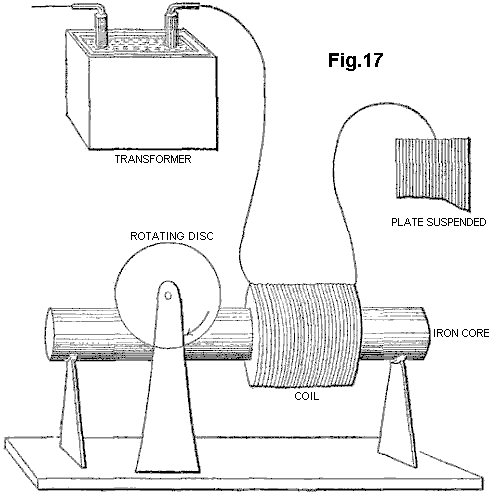 Fig.17
TRANSFORMER
PLATE SUSPENDED
ROTATING DISC
IRON CORE
COIL